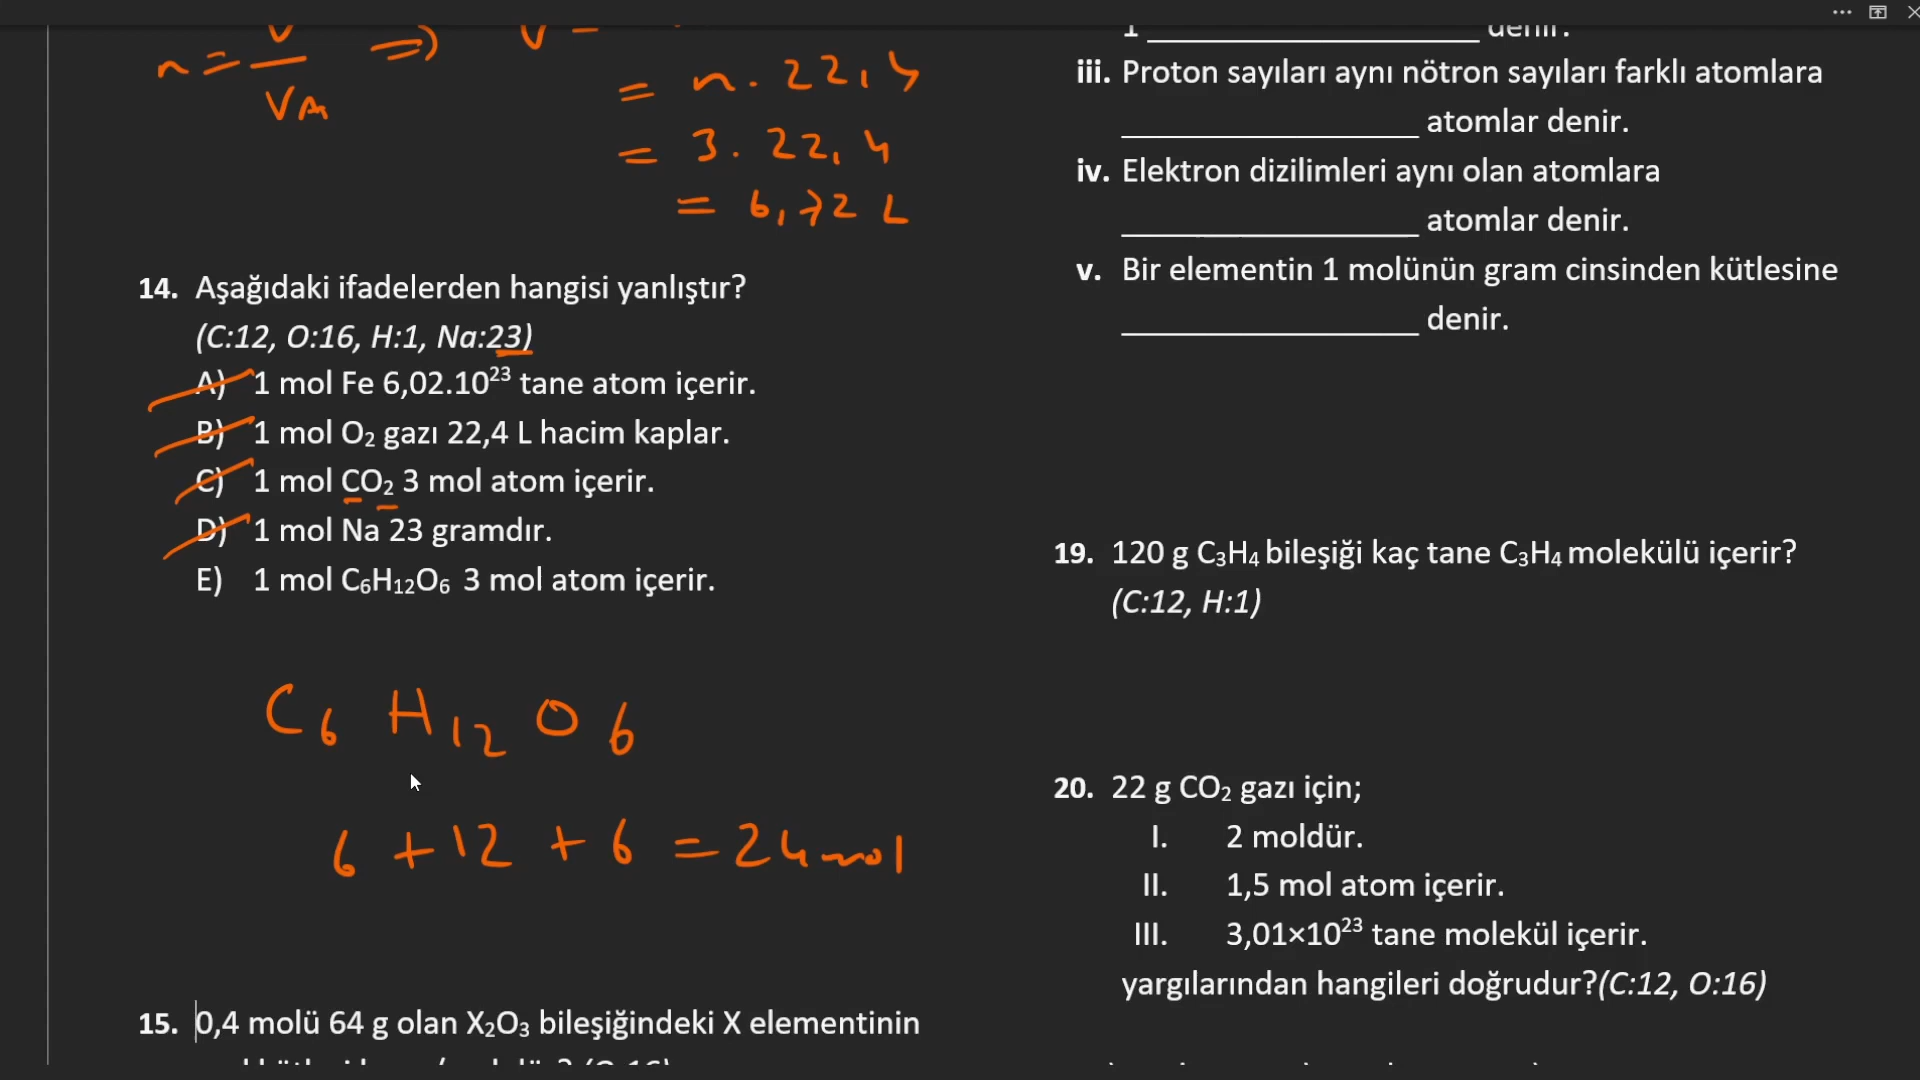 n = V / VA ⇒ V =
= n. 22,4
= 3. 22,4
= 6,72 L
14. Aşağıdaki ifadelerden hangisi yanlıştır?
(C:12, O:16, H:1, Na:23)
A) 1 mol Fe 6,02.10²³ tane atom içerir.
B) 1 mol O₂ gazı 22,4 L hacim kaplar.
C) 1 mol CO₂ 3 mol atom içerir.
D) 1 mol Na 23 gramdır.
E) 1 mol C₆H₁₂O₆ 3 mol atom içerir.
C₆ H₁₂ O₆
6 + 12 + 6 = 24 mol
15. 0,4 molü 64 g olan X₂O₃ bileşiğindeki X elementinin
denir.
iii. Proton sayıları aynı nötron sayıları farklı atomlara
____________________ atomlar denir.
iv. Elektron dizilimleri aynı olan atomlara
____________________ atomlar denir.
v. Bir elementin 1 molünün gram cinsinden kütlesine
____________________ denir.
19. 120 g C₃H₄ bileşiği kaç tane C₃H₄ molekülü içerir?
(C:12, H:1)
20. 22 g CO₂ gazı için;
I. 2 moldür.
II. 1,5 mol atom içerir.
III. 3,01×10²³ tane molekül içerir.
yargılarından hangileri doğrudur?(C:12, O:16)